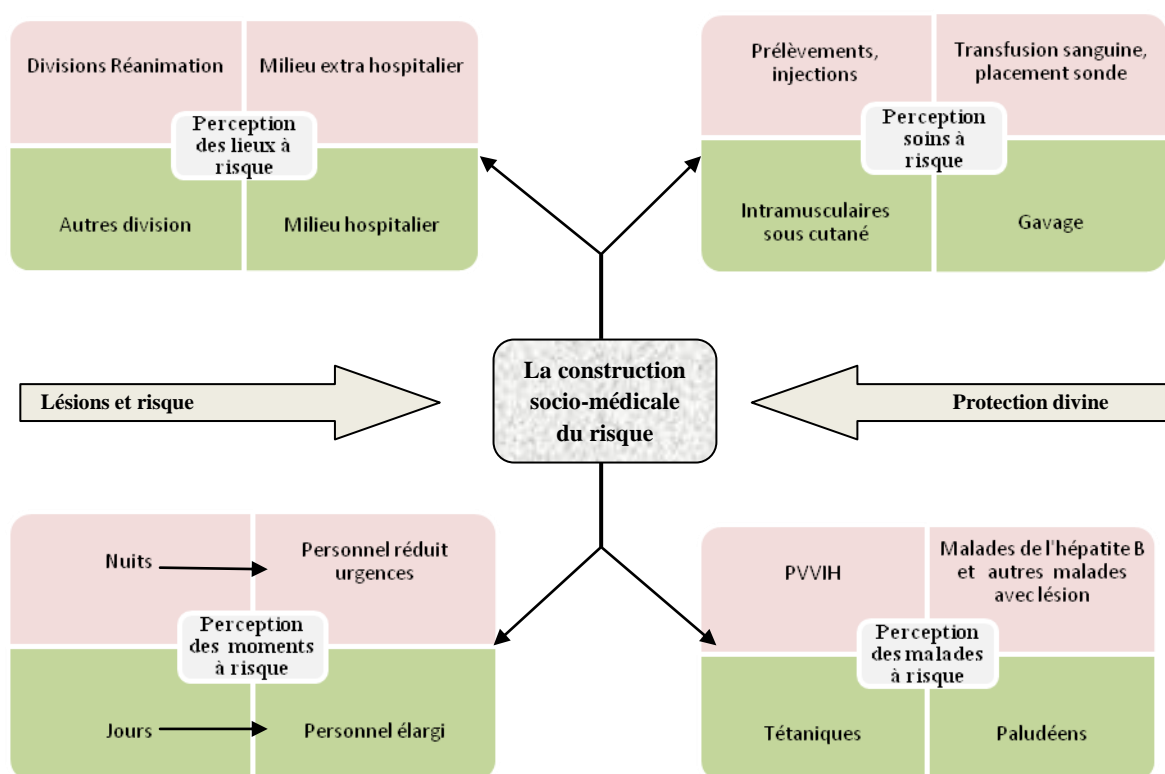 Divisions Réanimation
Milieu extra hospitalier
Perception
des lieux à
risque
Autres division
Milieu hospitalier
Prélèvements,
injections
Transfusion sanguine,
placement sonde
Perception
soins à
risque
Intramusculaires
sous cutané
Gavage
Lésions et risque
La construction
socio-médicale
du risque
Protection divine
Nuits
Personnel réduit
urgences
Perception
des moments
à risque
Jours
Personnel élargi
PVVIH
Malades de l'hépatite B
et autres malades
avec lésion
Perception
des malades
à risque
Tétaniques
Paludéens